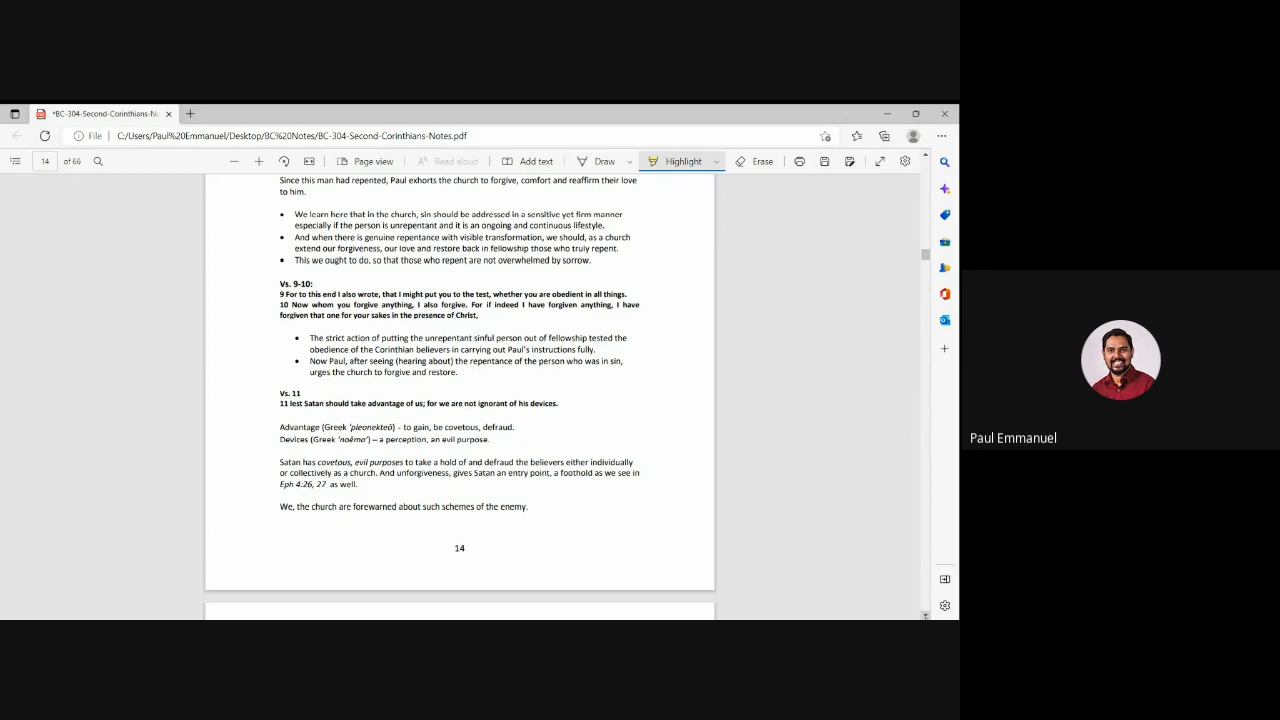 *BC-304-Second-Corinthians-No
File C:/Users/Paul%20Emmanuel/Desktop/BC%20Notes/BC-304-Second-Corinthians-Notes.pdf
14 of 66 Page view Read aloud Add text Draw Highlight Erase
Since this man had repented, Paul exhorts the church to forgive, comfort and reaffirm their love
to him.
• We learn here that in the church, sin should be addressed in a sensitive yet firm manner
especially if the person is unrepentant and it is an ongoing and continuous lifestyle.
• And when there is genuine repentance with visible transformation, we should, as a church
extend our forgiveness, our love and restore back in fellowship those who truly repent.
• This we ought to do, so that those who repent are not overwhelmed by sorrow.
Vs. 9-10:
9 For to this end I also wrote, that I might put you to the test, whether you are obedient in all things.
10 Now whom you forgive anything, I also forgive. For if indeed I have forgiven anything, I have
forgiven that one for your sakes in the presence of Christ,
• The strict action of putting the unrepentant sinful person out of fellowship tested the
obedience of the Corinthian believers in carrying out Paul's instructions fully.
• Now Paul, after seeing (hearing about) the repentance of the person who was in sin,
urges the church to forgive and restore.
Vs. 11
11 lest Satan should take advantage of us; for we are not ignorant of his devices.
Advantage (Greek 'pleonekteō') - to gain, be covetous, defraud.
Devices (Greek 'noēma') – a perception, an evil purpose.
Satan has covetous, evil purposes to take a hold of and defraud the believers either individually
or collectively as a church. And unforgiveness, gives Satan an entry point, a foothold as we see in
Eph 4:26, 27 as well.
We, the church are forewarned about such schemes of the enemy.
14
Paul Emmanuel